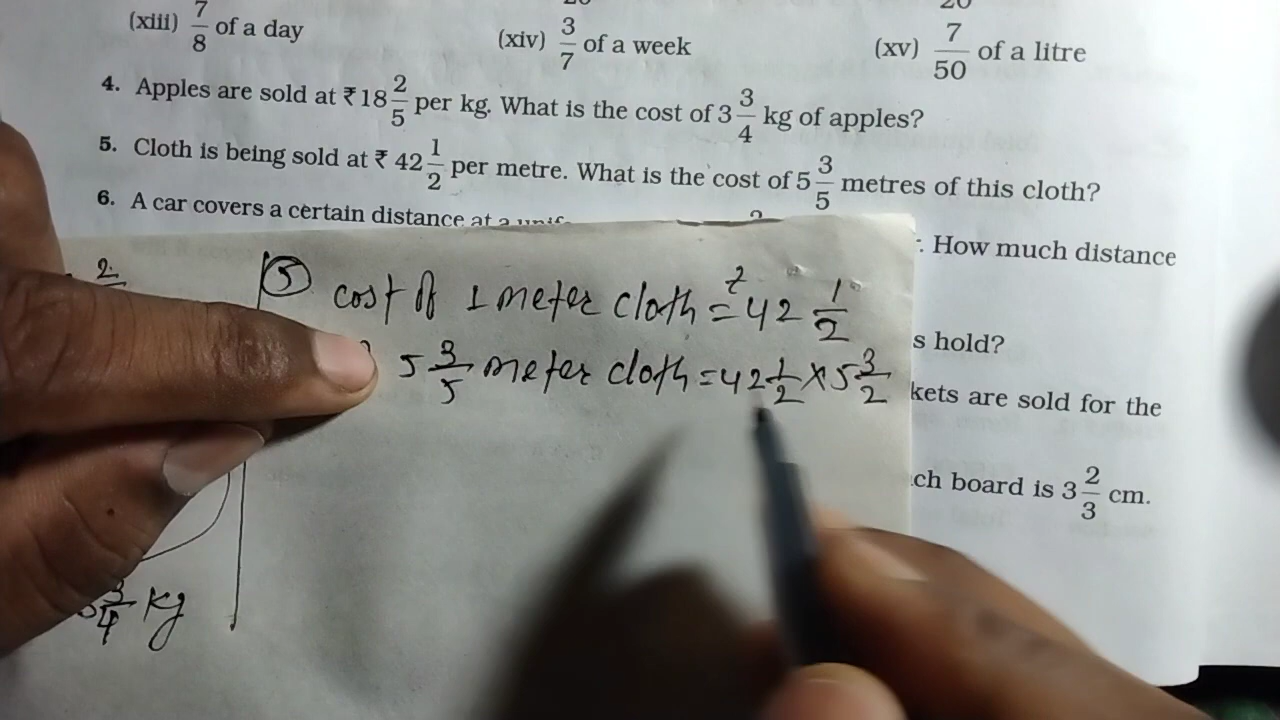 (xiii) 7/8 of a day (xiv) 3/7 of a week (xv) 7/50 of a litre
4. Apples are sold at ₹ 18 2/5 per kg. What is the cost of 3 3/4 kg of apples?
5. Cloth is being sold at ₹ 42 1/2 per metre. What is the cost of 5 3/5 metres of this cloth?
6. A car covers a certain distance at a
. How much distance
s hold?
kets are sold for the
ch board is 3 2/3 cm.
2
⑤ cost of 1 meter cloth = ₹ 42 1/2
5 3/5 meter cloth = 42 1/2 × 5 3/2
3/4 kg